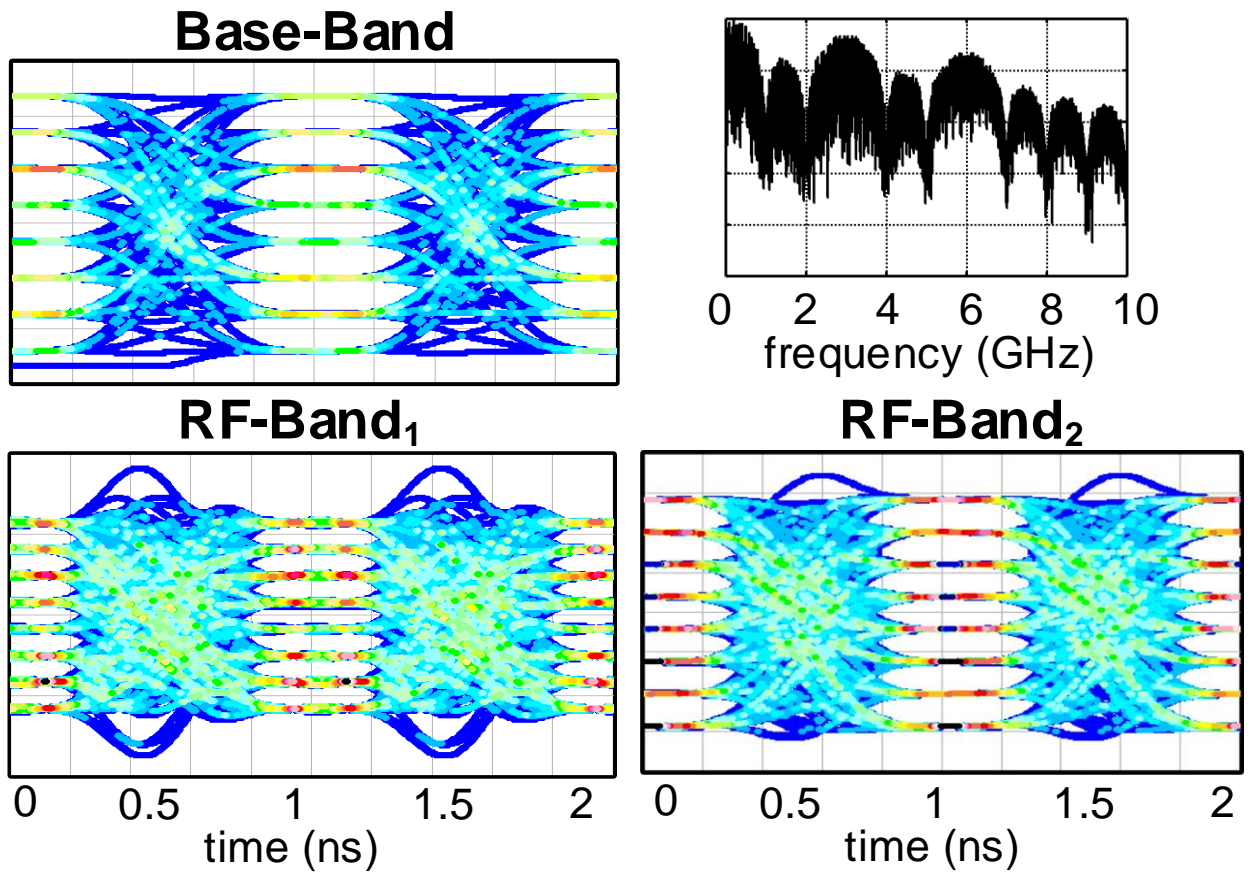 Base-Band
0 2 4 6 8 10
frequency (GHz)
RF-Band₁
RF-Band₂
0 0.5 1 1.5 2
time (ns)
0 0.5 1 1.5 2
time (ns)